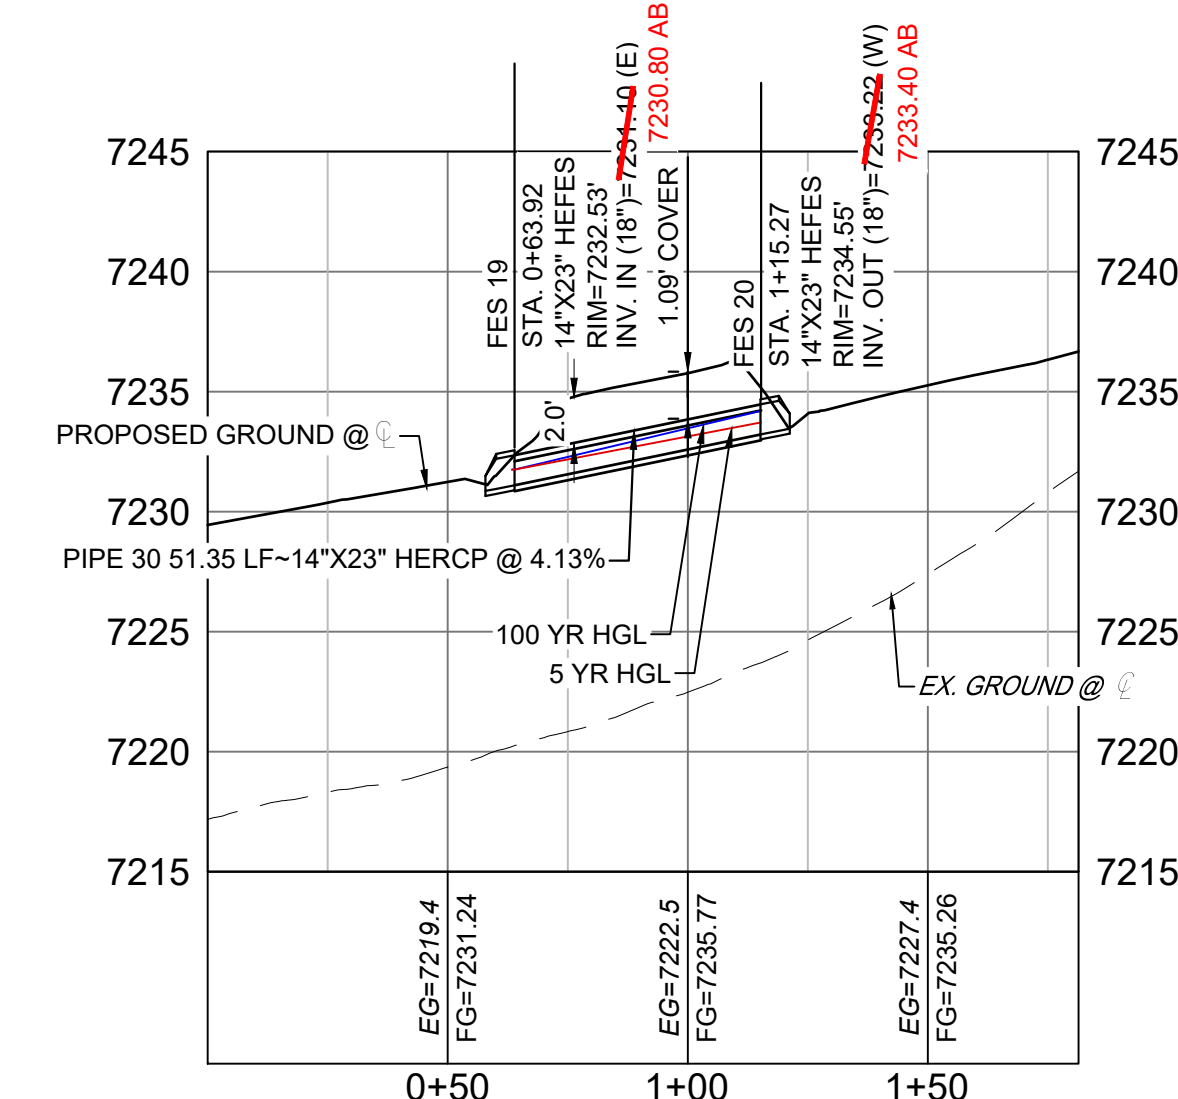 7230.80 AB
7233.40 AB
FES 19
STA. 0+63.92
14"X23" HEFES
RIM=7232.53'
INV. IN (18")=7231.10 (E)
1.09' COVER
FES 20
STA. 1+15.27
14"X23" HEFES
RIM=7234.55'
INV. OUT (18")=7233.22 (W)
7245
7245
7240
7240
7235
7235
2.0'
PROPOSED GROUND @ ℄
7230
7230
PIPE 30 51.35 LF~14"X23" HERCP @ 4.13%
7225
7225
100 YR HGL
5 YR HGL
EX. GROUND @ ℄
7220
7220
7215
7215
EG=7219.4
FG=7231.24
EG=7222.5
FG=7235.77
EG=7227.4
FG=7235.26
0+50
1+00
1+50